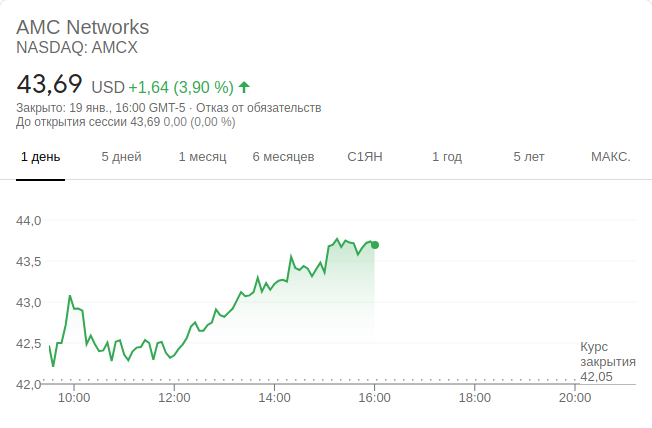 AMC Networks
NASDAQ: AMCX
43,69 USD +1,64 (3,90 %)
Закрыто: 19 янв., 16:00 GMT-5 · Отказ от обязательств
До открытия сессии 43,69 0,00 (0,00 %)
1 день 5 дней 1 месяц 6 месяцев С1ЯН 1 год 5 лет МАКС.
44,0
43,5
43,0
42,5
42,0
Курс
закрытия
42,05
10:00 12:00 14:00 16:00 18:00 20:00